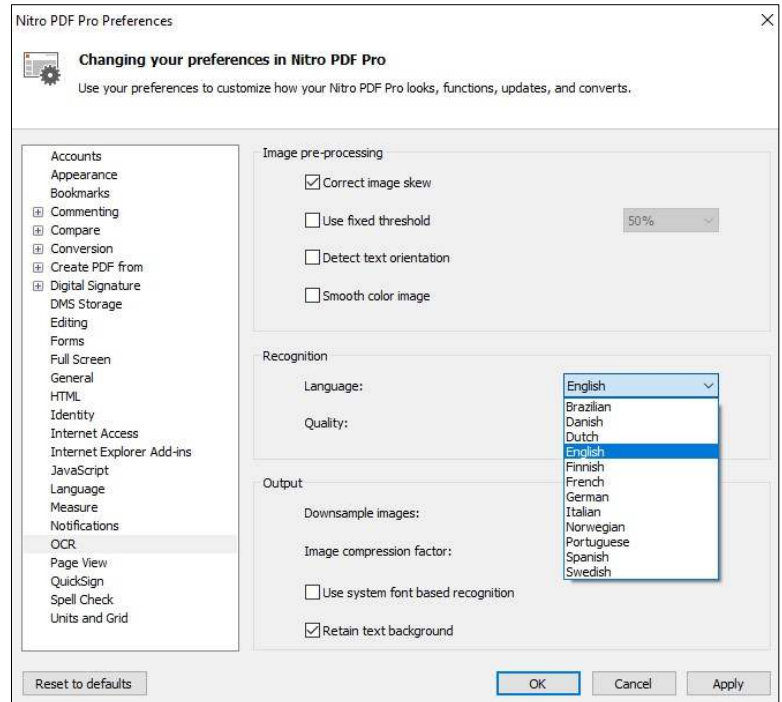 Nitro PDF Pro Preferences
Changing your preferences in Nitro PDF Pro
Use your preferences to customize how your Nitro PDF Pro looks, functions, updates, and converts.
Accounts
Appearance
Bookmarks
Commenting
Compare
Conversion
Create PDF from
Digital Signature
DMS Storage
Editing
Forms
Full Screen
General
HTML
Identity
Internet Access
Internet Explorer Add-ins
JavaScript
Language
Measure
Notifications
OCR
Page View
QuickSign
Spell Check
Units and Grid
Image pre-processing
Correct image skew
Use fixed threshold 50%
Detect text orientation
Smooth color image
Recognition
Language: English
Quality:
Brazilian
Danish
Dutch
English
Finnish
French
German
Italian
Norwegian
Portuguese
Spanish
Swedish
Output
Downsample images:
Image compression factor:
Use system font based recognition
Retain text background
Reset to defaults OK Cancel Apply